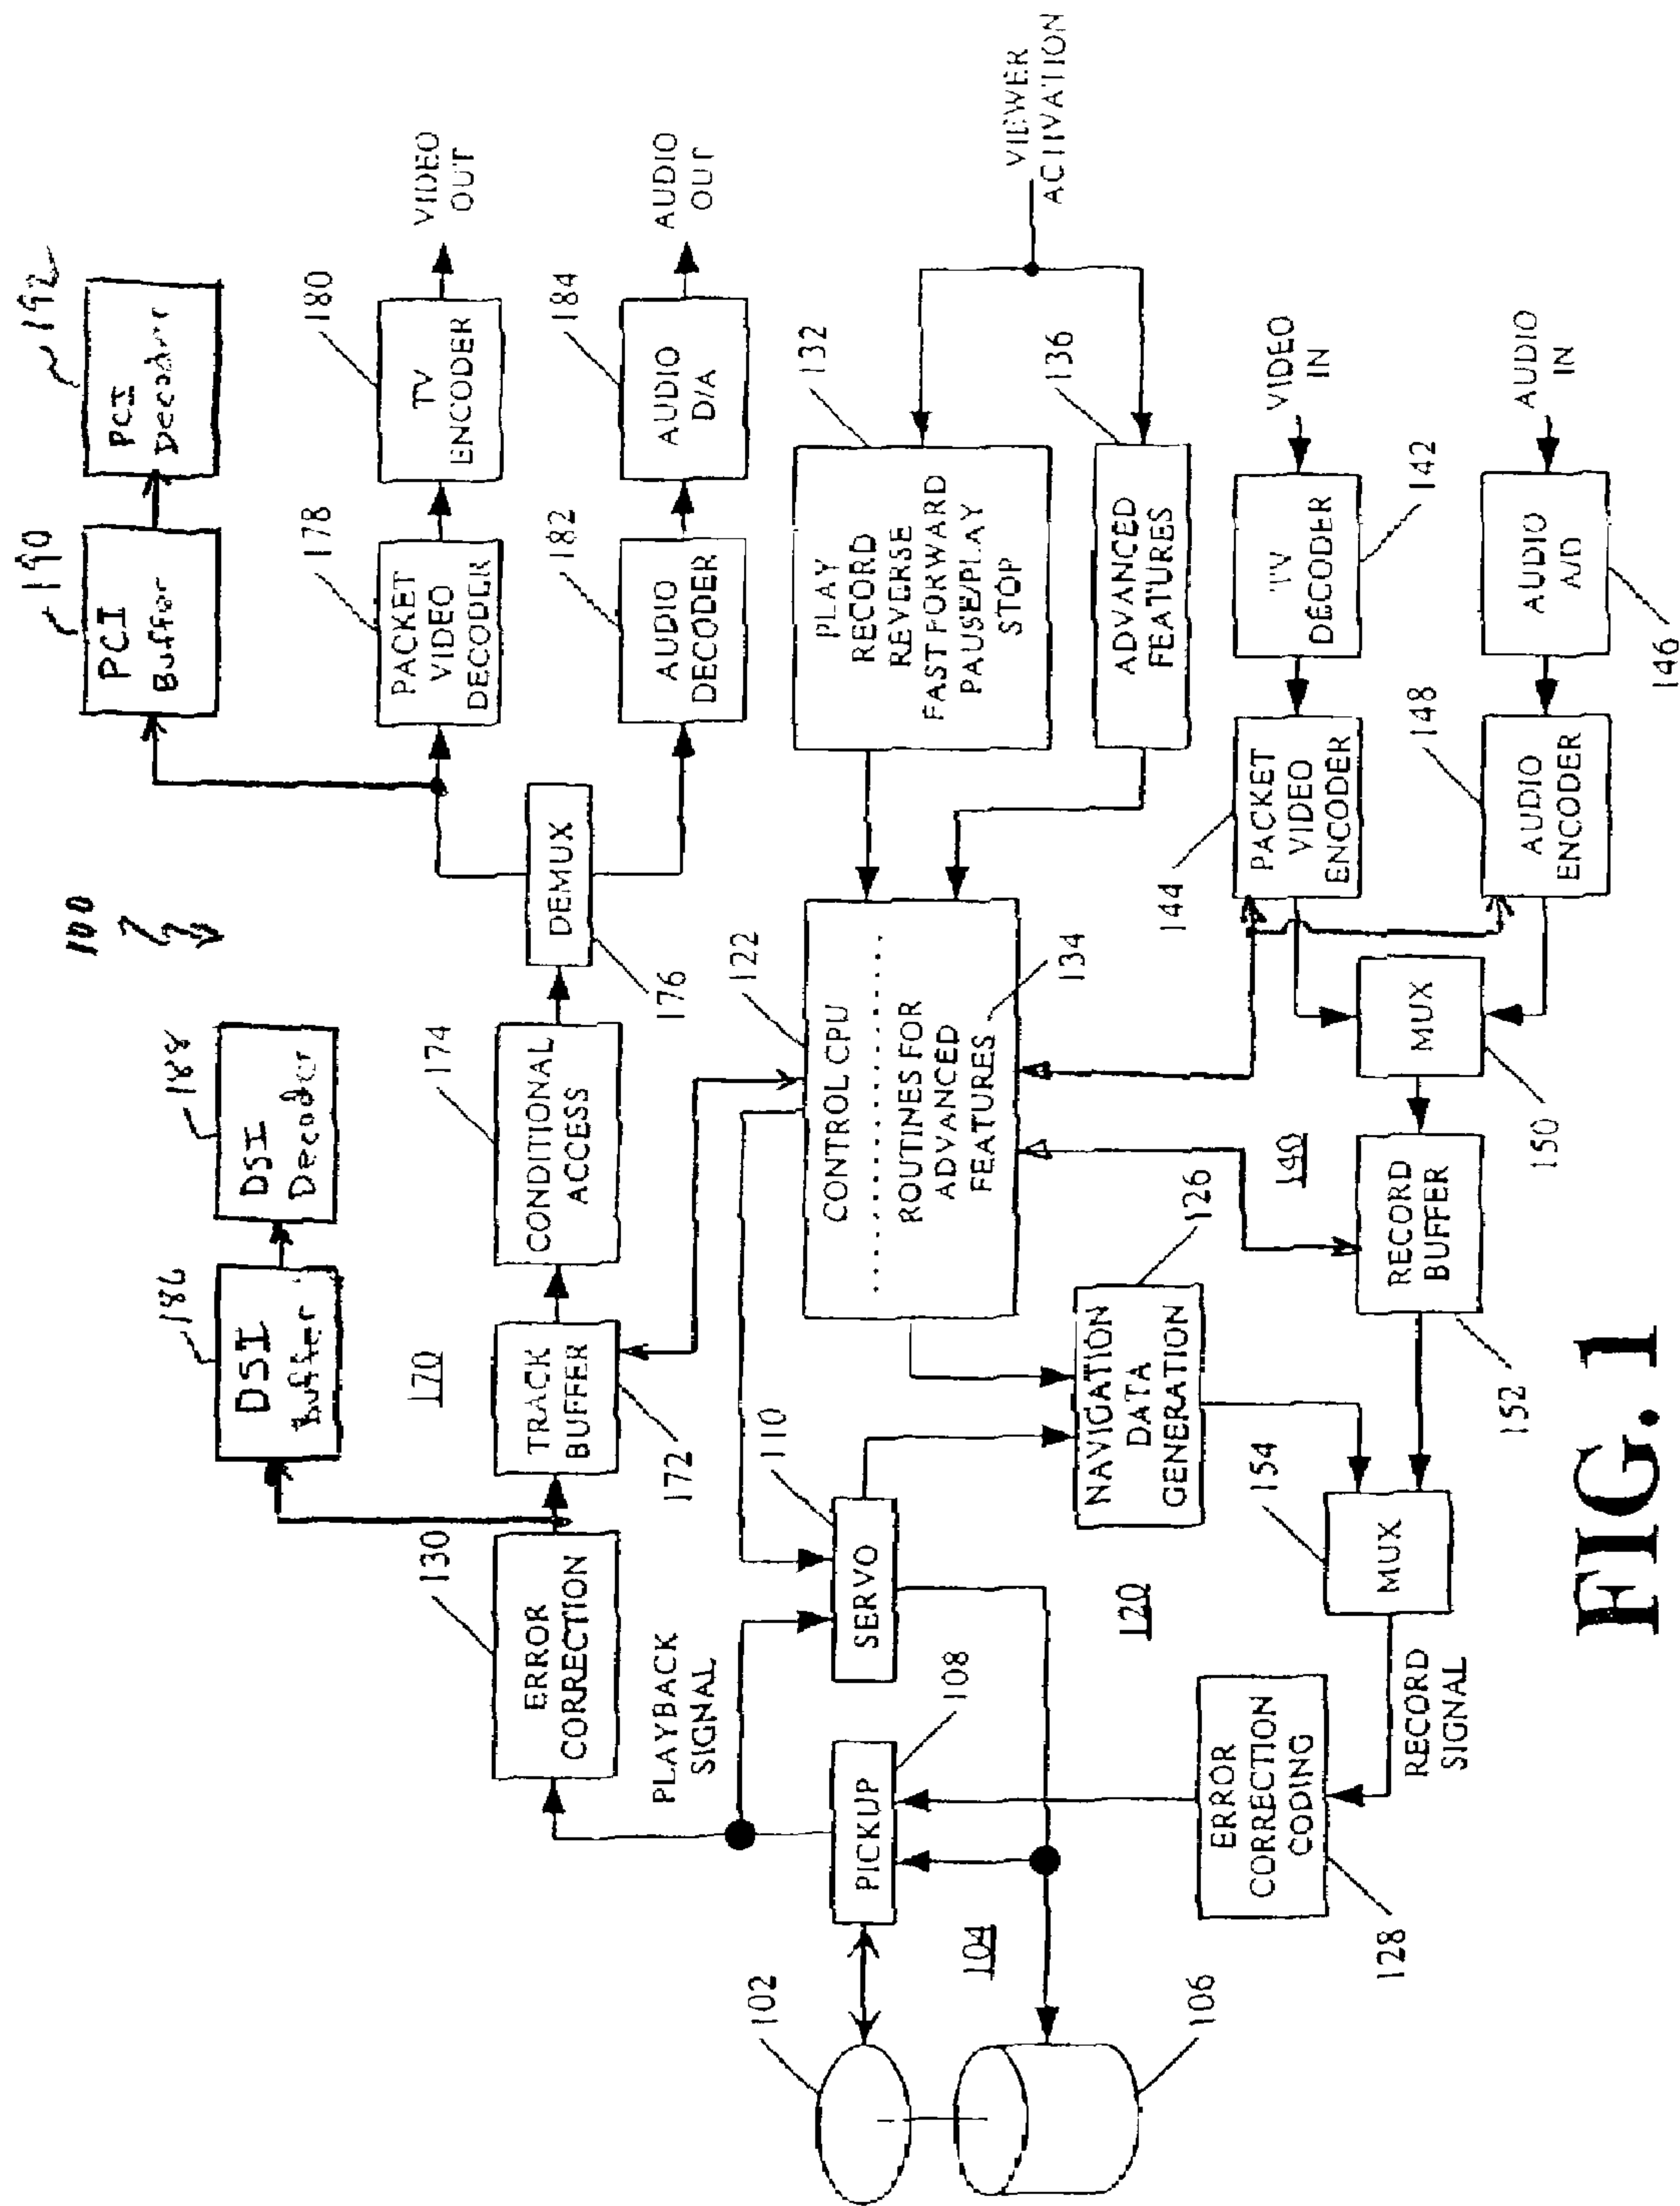 100
186
DSI
Buffer
188
DSI
Decoder
190
PCI
Buffer
192
PCI
Decoder
130
ERROR
CORRECTION
170
TRACK
BUFFER
172
174
CONDITIONAL
ACCESS
DEMUX
176
178
PACKET
VIDEO
DECODER
180
TV
ENCODER
VIDEO
OUT
182
AUDIO
DECODER
184
AUDIO
D/A
AUDIO
OUT
PLAYBACK
SIGNAL
110
SERVO
122
CONTROL CPU
ROUTINES FOR
ADVANCED
FEATURES
134
132
PLAY
RECORD
REVERSE
FAST FORWARD
PAUSE/PLAY
STOP
136
ADVANCED
FEATURES
VIEWER
ACTIVATION
102
PICKUP
108
104
106
120
126
NAVIGATION
DATA
GENERATION
140
144
PACKET
VIDEO
ENCODER
TV
DECODER
142
VIDEO
IN
148
AUDIO
ENCODER
AUDIO
A/D
146
AUDIO
IN
MUX
150
RECORD
BUFFER
152
154
MUX
RECORD
SIGNAL
ERROR
CORRECTION
CODING
128
FIG. 1